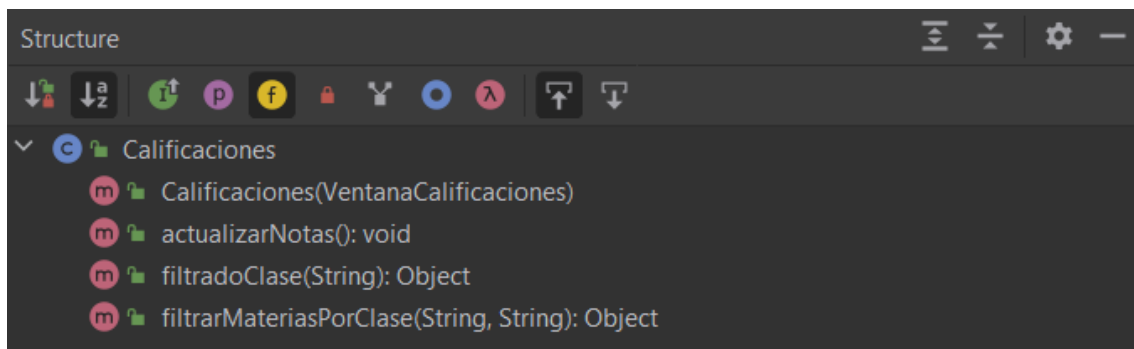 Structure
Calificaciones
Calificaciones(VentanaCalificaciones)
actualizarNotas(): void
filtradoClase(String): Object
filtrarMateriasPorClase(String, String): Object